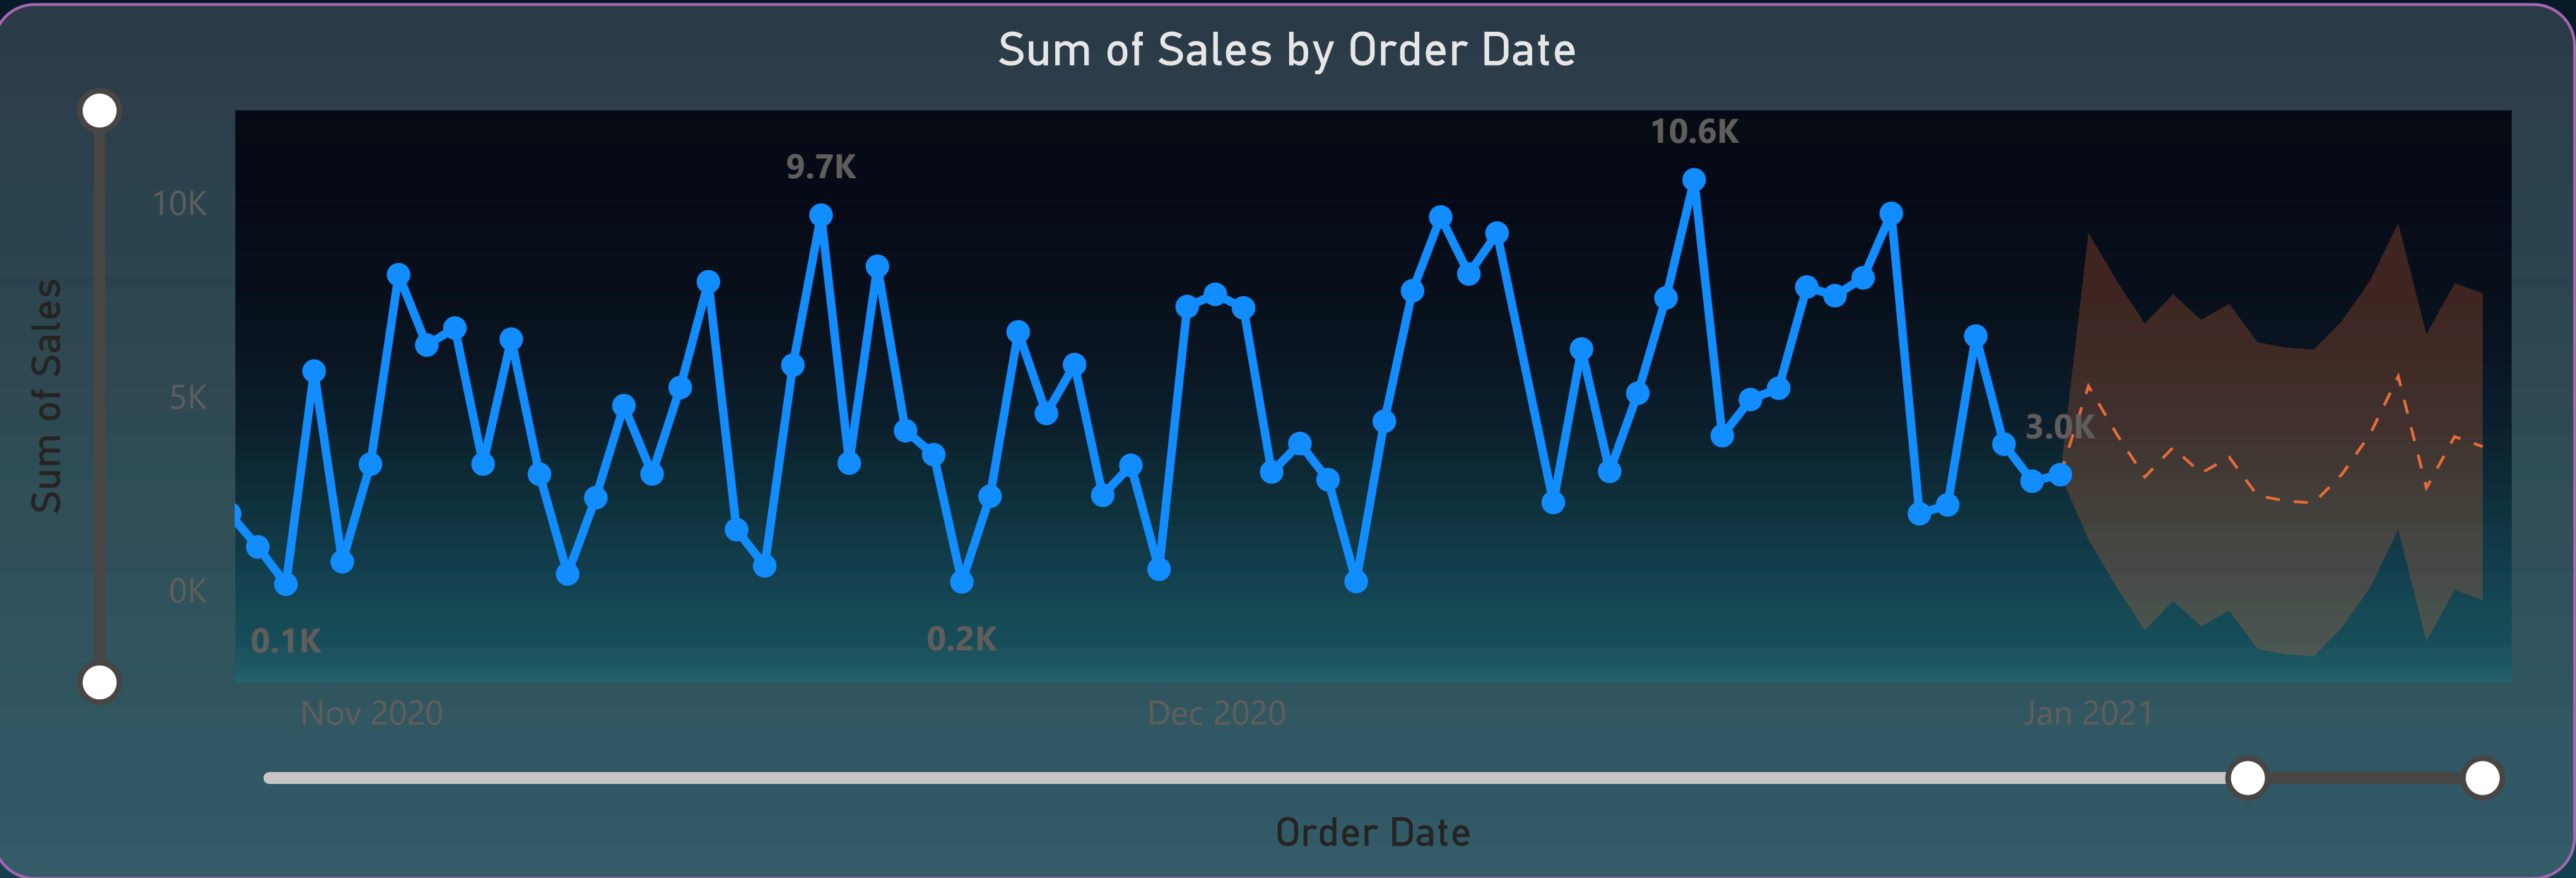 Sum of Sales by Order Date
Sum of Sales
10K
5K
0K
9.7K
10.6K
3.0K
0.1K
0.2K
Nov 2020
Dec 2020
Jan 2021
Order Date